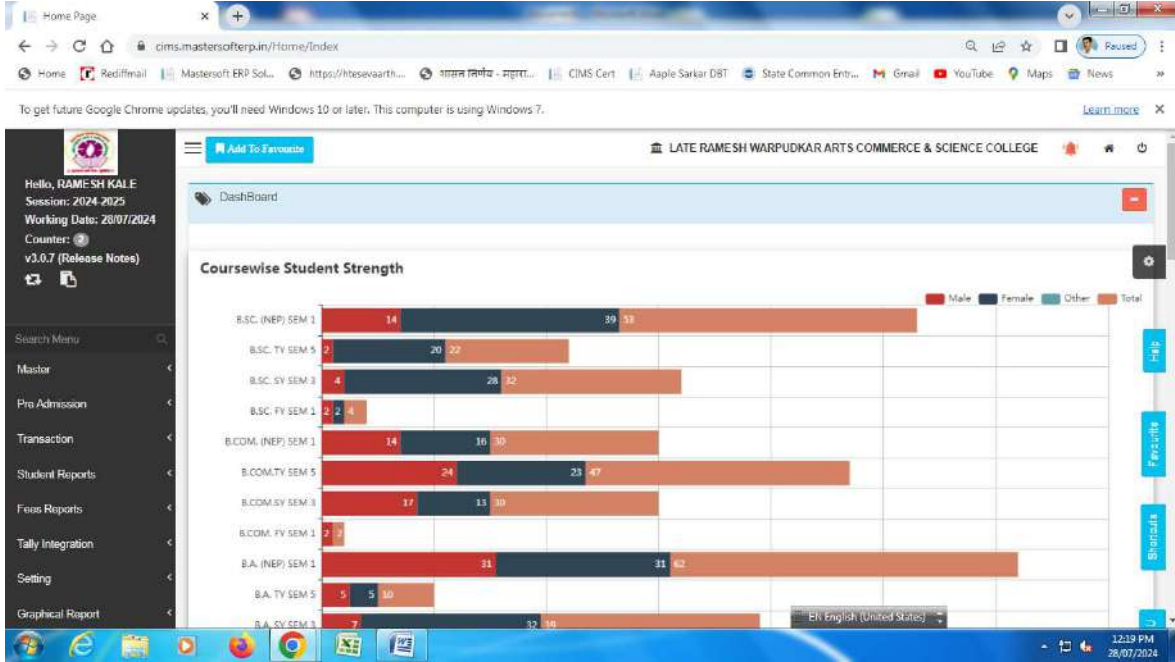 Home Page
cims.mastersofterp.in/Home/Index
Paused
Home Rediffmail Mastersoft ERP Sol... https://htesevaarth... शासन निर्णय - महारा... CIMS Cert Aaple Sarkar DBT State Common Entr... Gmail YouTube Maps News
To get future Google Chrome updates, you'll need Windows 10 or later. This computer is using Windows 7. Learn more
Add To Favourite
LATE RAMESH WARPUDKAR ARTS COMMERCE & SCIENCE COLLEGE
Hello, RAMESH KALE
Session: 2024-2025
Working Date: 28/07/2024
Counter: 2
v3.0.7 (Release Notes)
Search Menu
Master
Pre Admission
Transaction
Student Reports
Fees Reports
Tally Integration
Setting
Graphical Report
DashBoard
Coursewise Student Strength
Male Female Other Total
B.SC. (NEP) SEM 1 14 39 53
B.SC. TV SEM 5 2 20 22
B.SC. SY SEM 3 4 28 32
B.SC. FY SEM 1 2 2 4
B.COM. (NEP) SEM 1 14 16 30
B.COM.TY SEM 5 24 23 47
B.COM.SY SEM 3 17 13 30
B.COM. FY SEM 1 2 2
B.A. (NEP) SEM 1 31 31 62
B.A. TY SEM 5 5 5 10
B.A. SY SEM 3 7 32 39
Help
Favourite
Shortcuts
EN English (United States)
12:19 PM
28/07/2024